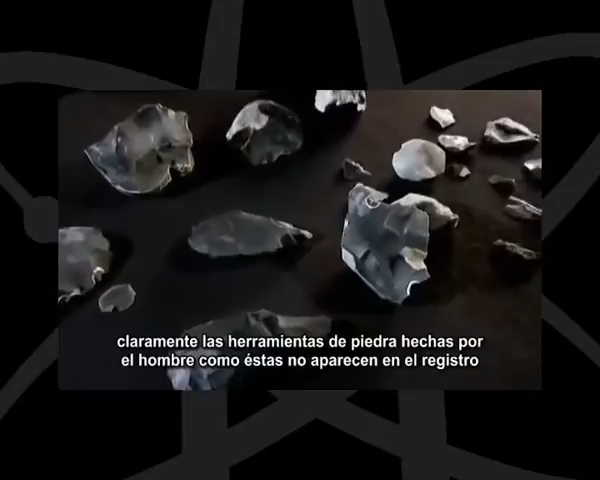 claramente las herramientas de piedra hechas por
el hombre como éstas no aparecen en el registro